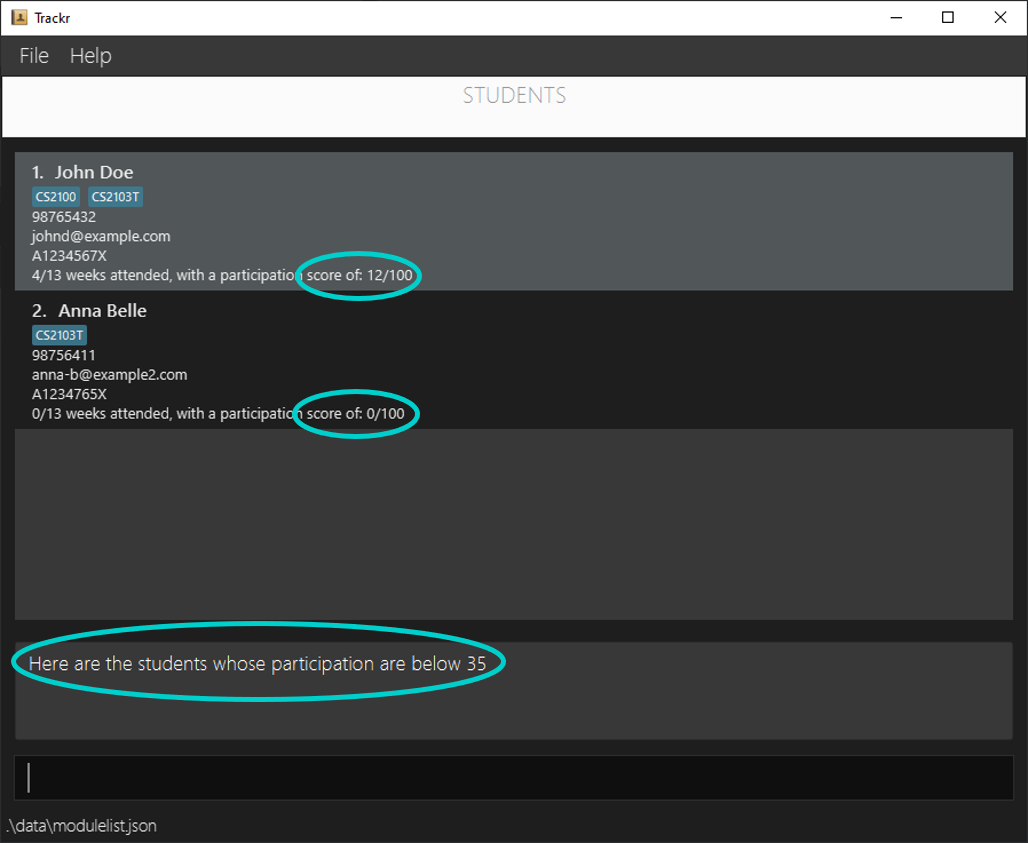 Trackr
File Help
STUDENTS
1. John Doe
CS2100 CS2103T
98765432
johnd@example.com
A1234567X
4/13 weeks attended, with a participation score of: 12/100
2. Anna Belle
CS2103T
98756411
anna-b@example2.com
A1234765X
0/13 weeks attended, with a participation score of: 0/100
Here are the students whose participation are below 35
.\data\modulelist.json